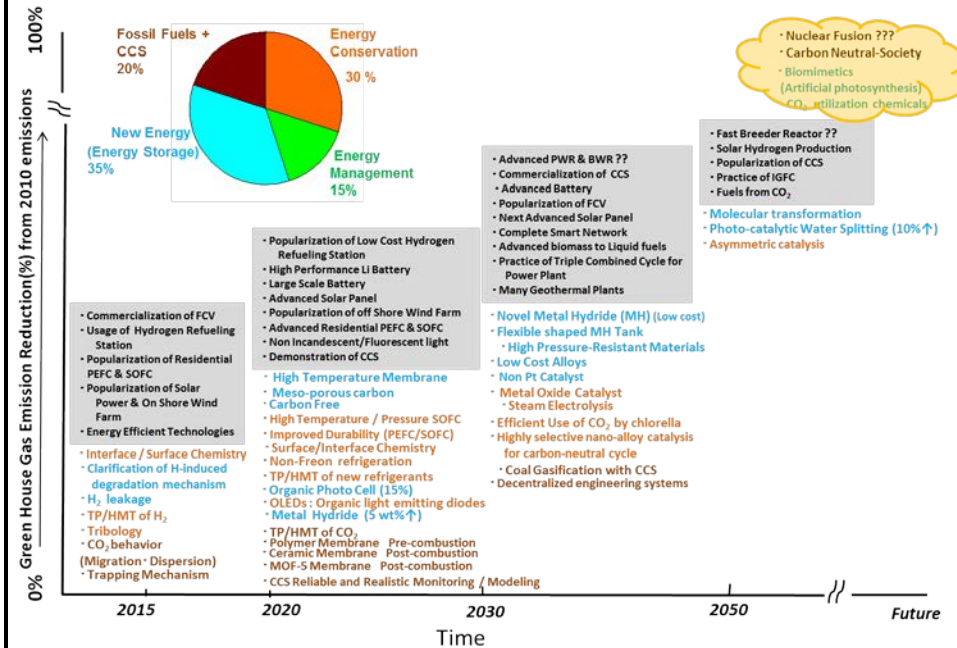 100%
Green House Gas Emission Reduction(%) from 2010 emissions
0%
Fossil Fuels +
CCS
20%
Energy
Conservation
30 %
New Energy
(Energy Storage)
35%
Energy
Management
15%
· Nuclear Fusion ???
· Carbon Neutral-Society
· Biomimetics
(Artificial photosynthesis)
CO₂ utilization chemicals
· Commercialization of FCV
· Usage of Hydrogen Refueling
Station
· Popularization of Residential
PEFC & SOFC
· Popularization of Solar
Power & On Shore Wind
Farm
· Energy Efficient Technologies
· Interface / Surface Chemistry
· Clarification of H-induced
degradation mechanism
· H₂ leakage
· TP/HMT of H₂
· Tribology
· CO₂ behavior
(Migration · Dispersion)
· Trapping Mechanism
· Popularization of Low Cost Hydrogen
Refueling Station
· High Performance Li Battery
· Large Scale Battery
· Advanced Solar Panel
· Popularization of off Shore Wind Farm
· Advanced Residential PEFC & SOFC
· Non Incandescent/Fluorescent light
· Demonstration of CCS
· High Temperature Membrane
· Meso-porous carbon
· Carbon Free
· High Temperature / Pressure SOFC
· Improved Durability (PEFC/SOFC)
· Surface/Interface Chemistry
· Non-Freon refrigeration
· TP/HMT of new refrigerants
· Organic Photo Cell (15%)
· OLEDs : Organic light emitting diodes
· Metal Hydride (5 wt%↑)
· TP/HMT of CO₂
· Polymer Membrane Pre-combustion
· Ceramic Membrane Post-combustion
· MOF-5 Membrane Post-combustion
· CCS Reliable and Realistic Monitoring / Modeling
· Advanced PWR & BWR ??
· Commercialization of CCS
· Advanced Battery
· Popularization of FCV
· Next Advanced Solar Panel
· Complete Smart Network
· Advanced biomass to Liquid fuels
· Practice of Triple Combined Cycle for
Power Plant
· Many Geothermal Plants
· Novel Metal Hydride (MH) (Low cost)
· Flexible shaped MH Tank
· High Pressure-Resistant Materials
· Low Cost Alloys
· Non Pt Catalyst
· Metal Oxide Catalyst
· Steam Electrolysis
· Efficient Use of CO₂ by chlorella
· Highly selective nano-alloy catalysis
for carbon-neutral cycle
· Coal Gasification with CCS
· Decentralized engineering systems
· Fast Breeder Reactor ??
· Solar Hydrogen Production
· Popularization of CCS
· Practice of IGFC
· Fuels from CO₂
· Molecular transformation
· Photo-catalytic Water Splitting (10%↑)
· Asymmetric catalysis
2015
2020
2030
2050
Future
Time